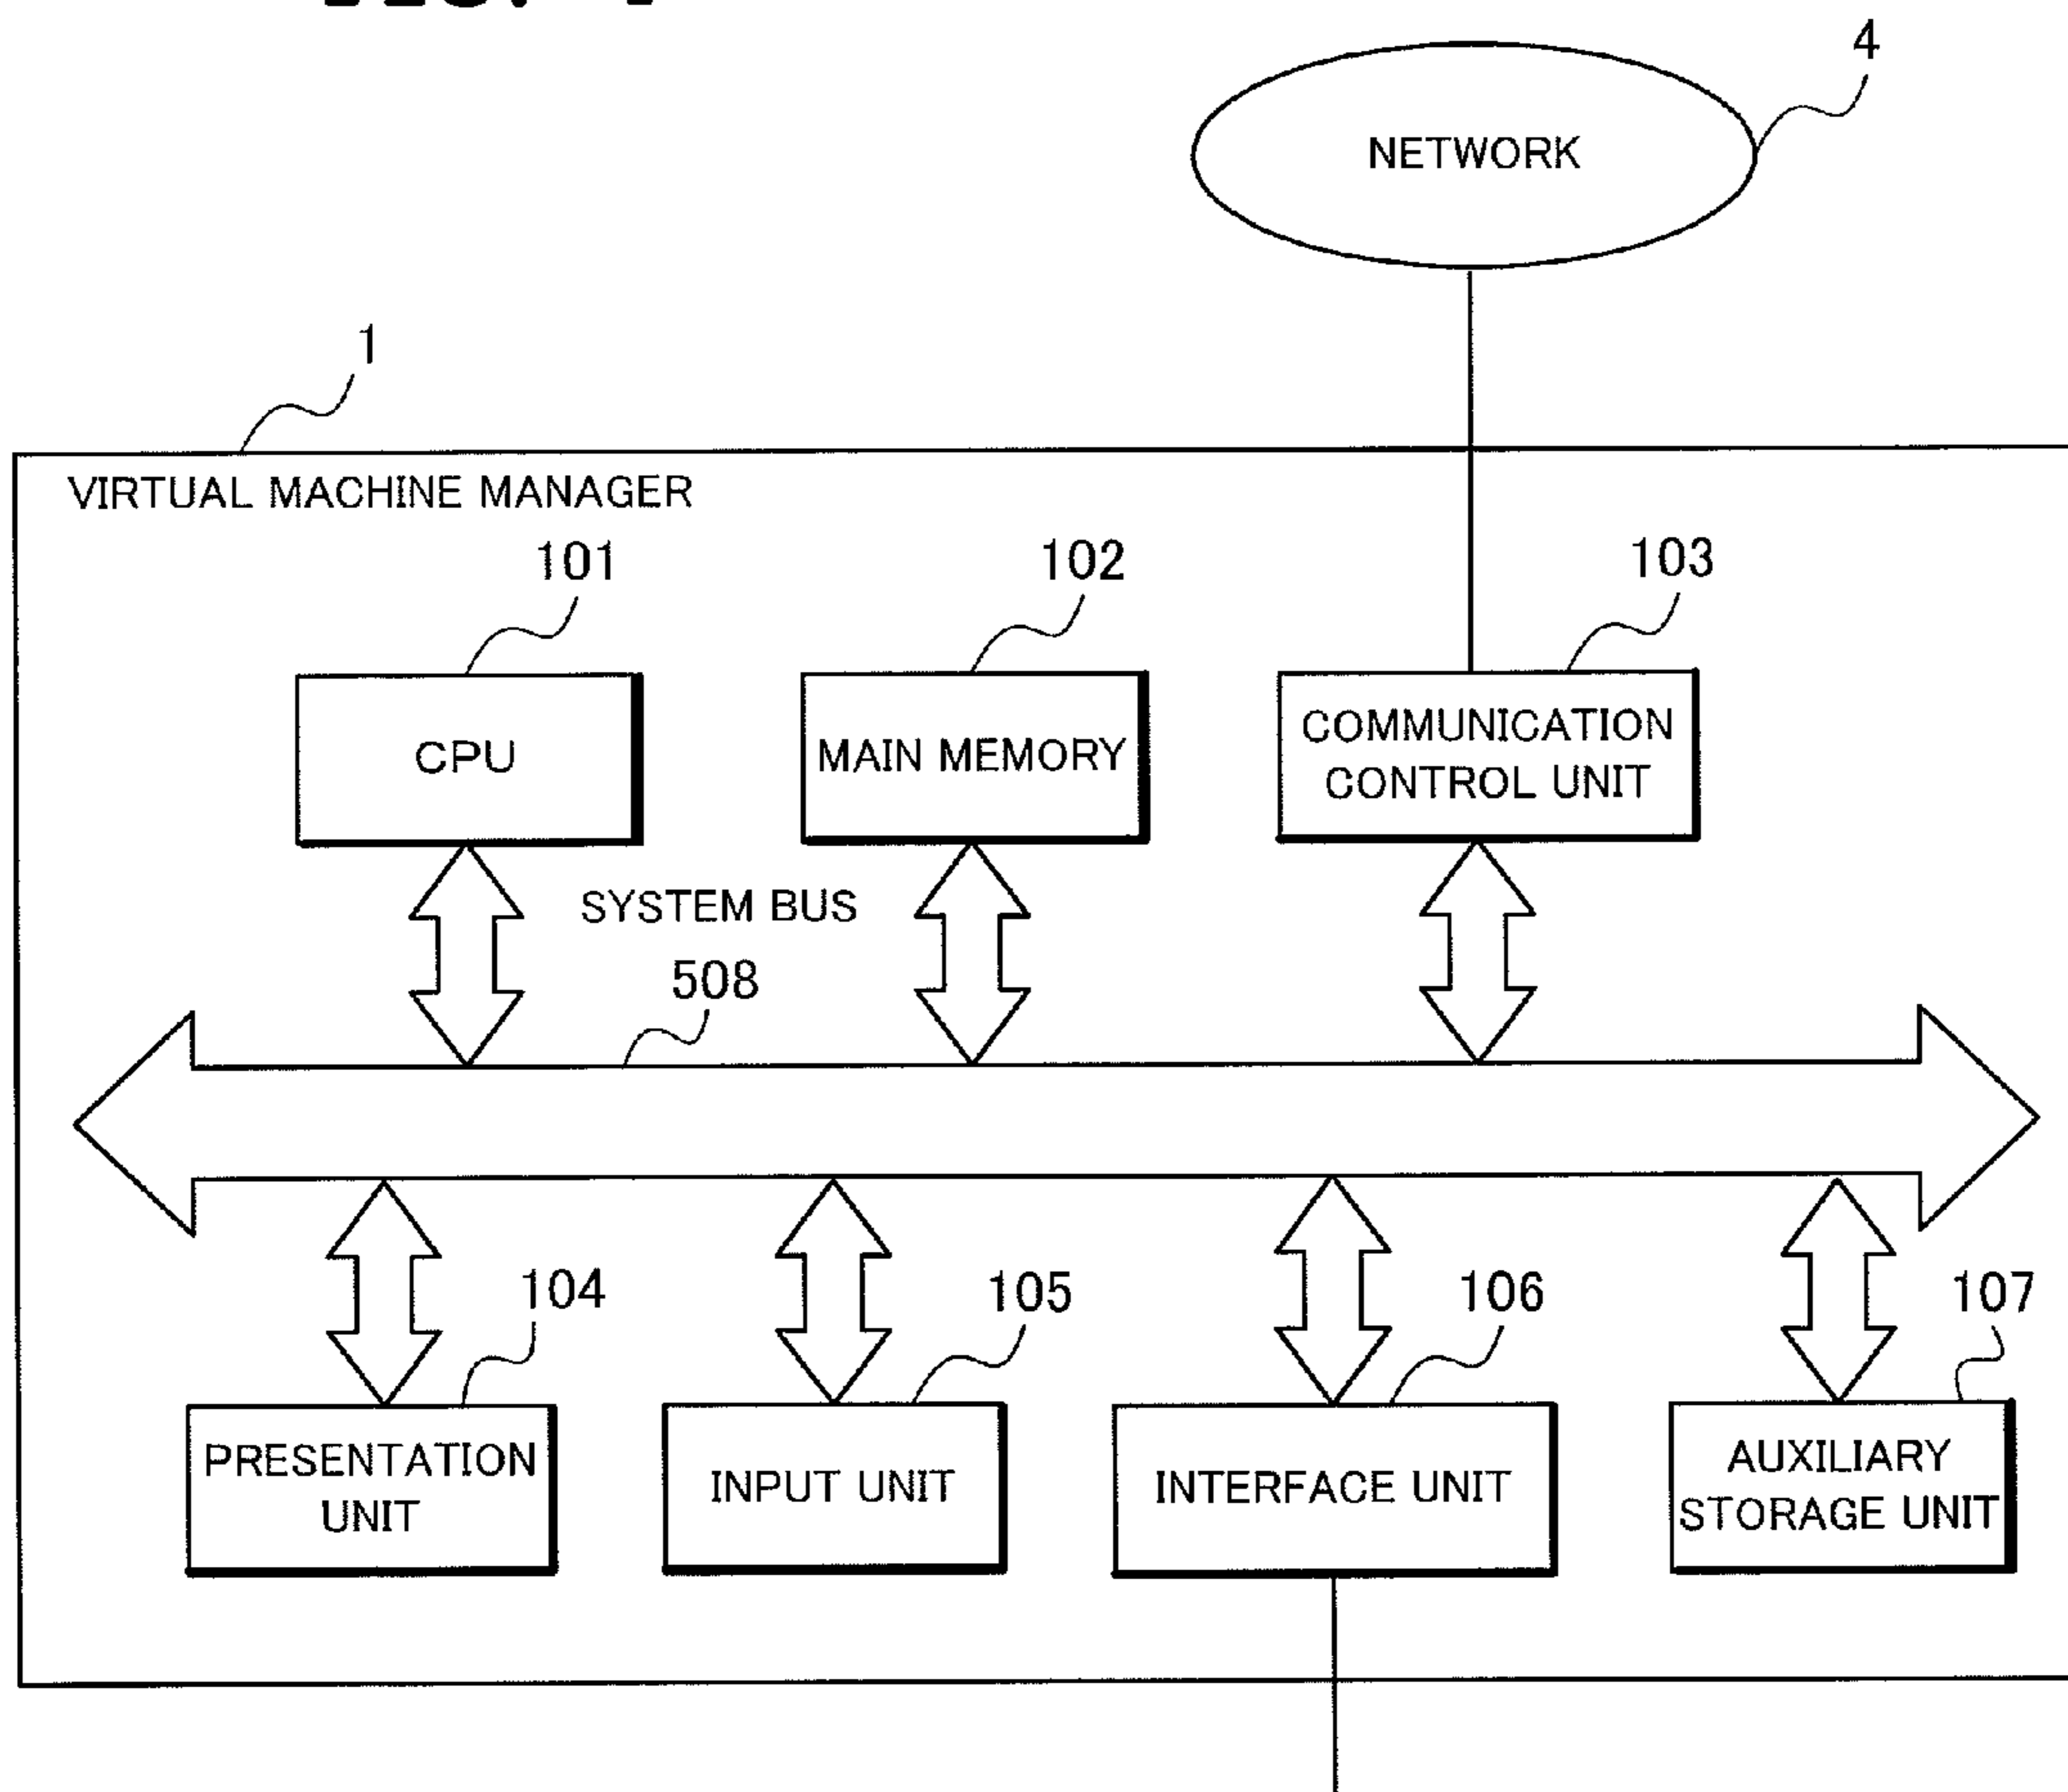 4
NETWORK
1
VIRTUAL MACHINE MANAGER
101
102
103
CPU
MAIN MEMORY
COMMUNICATION
CONTROL UNIT
SYSTEM BUS
508
104
105
106
107
PRESENTATION
UNIT
INPUT UNIT
INTERFACE UNIT
AUXILIARY
STORAGE UNIT